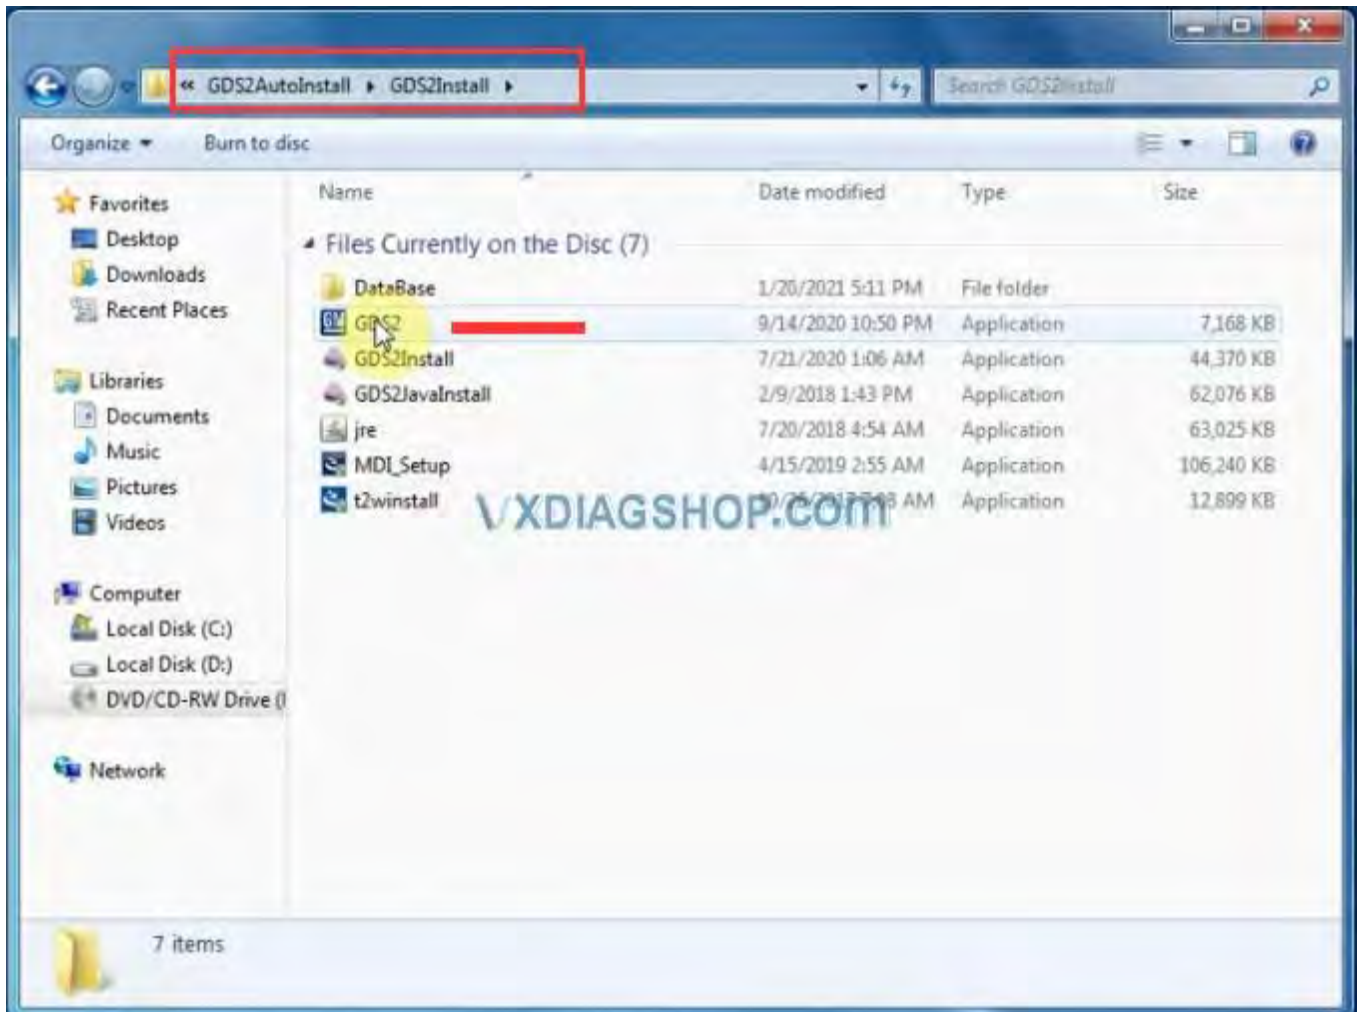 « GDS2AutoInstall ▸ GDS2Install ▸ Search GDS2Install
Organize Burn to disc
Favorites
Desktop
Downloads
Recent Places
Libraries
Documents
Music
Pictures
Videos
Computer
Local Disk (C:)
Local Disk (D:)
DVD/CD-RW Drive (
Network
Name Date modified Type Size
Files Currently on the Disc (7)
DataBase 1/20/2021 5:11 PM File folder
GDS2 9/14/2020 10:50 PM Application 7,168 KB
GDS2Install 7/21/2020 1:06 AM Application 44,370 KB
GDS2JavaInstall 2/9/2018 1:43 PM Application 62,076 KB
jre 7/20/2018 4:54 AM Application 63,025 KB
MDI_Setup 4/15/2019 2:55 AM Application 106,240 KB
t2winstall AM Application 12,899 KB
VXDIAGSHOP.com
7 items